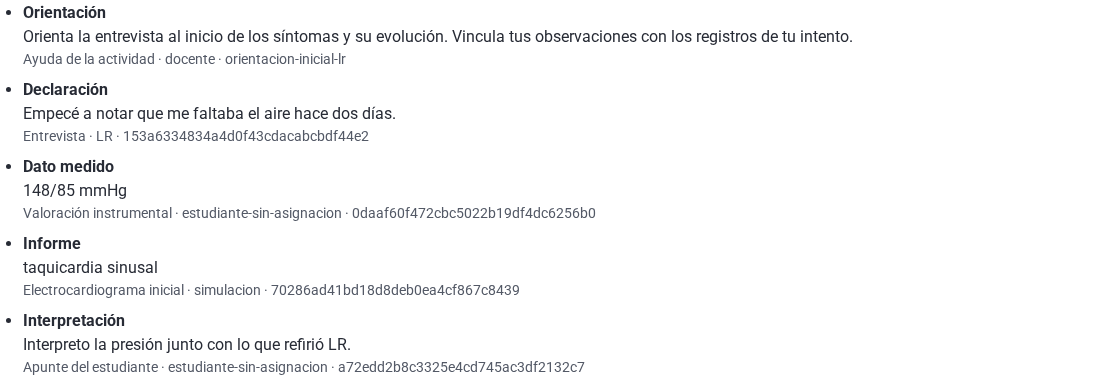 Orientación
Orienta la entrevista al inicio de los síntomas y su evolución. Vincula tus observaciones con los registros de tu intento.
Ayuda de la actividad · docente · orientacion-inicial-lr
Declaración
Empecé a notar que me faltaba el aire hace dos días.
Entrevista · LR · 153a6334834a4d0f43cdacabcbdf44e2
Dato medido
148/85 mmHg
Valoración instrumental · estudiante-sin-asignacion · 0daaf60f472cbc5022b19df4dc6256b0
Informe
taquicardia sinusal
Electrocardiograma inicial · simulacion · 70286ad41bd18d8deb0ea4cf867c8439
Interpretación
Interpreto la presión junto con lo que refirió LR.
Apunte del estudiante · estudiante-sin-asignacion · a72edd2b8c3325e4cd745ac3df2132c7